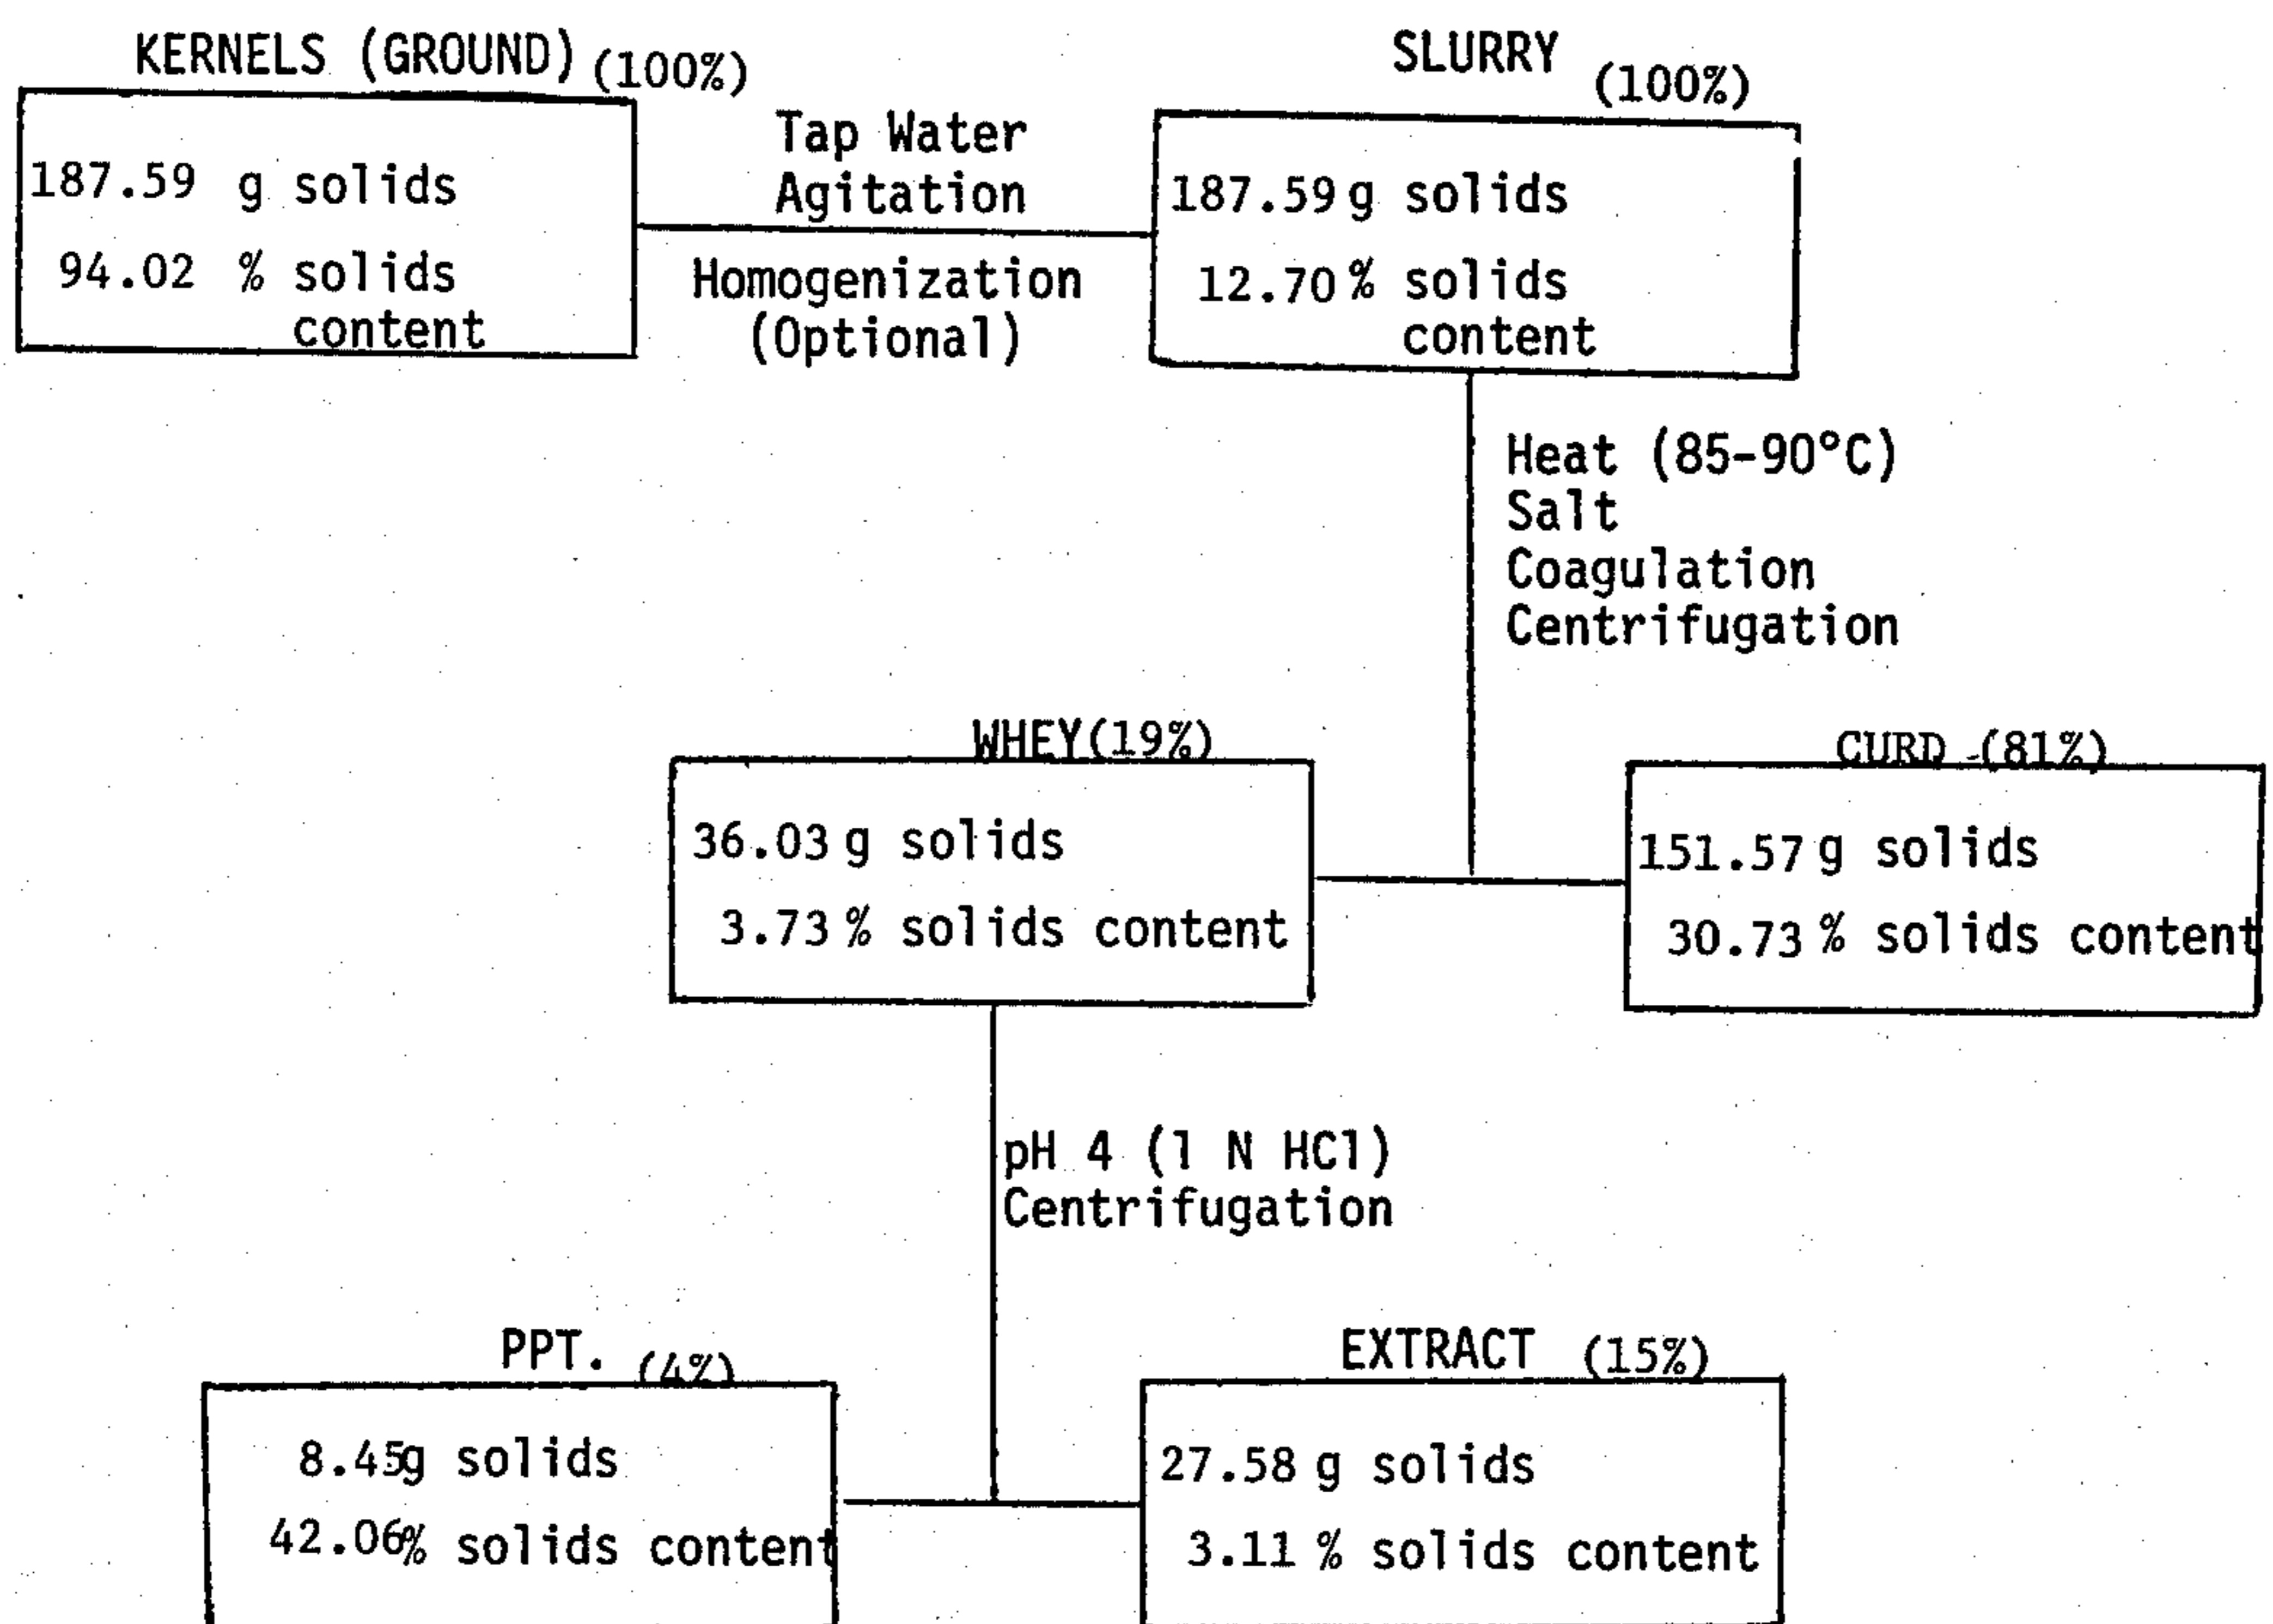 KERNELS (GROUND) (100%)
187.59 g solids
94.02 % solids
content
Tap Water
Agitation
Homogenization
(Optional)
SLURRY (100%)
187.59 g solids
12.70 % solids
content
Heat (85-90°C)
Salt
Coagulation
Centrifugation
WHEY (19%)
36.03 g solids
3.73 % solids content
CURD (81%)
151.57 g solids
30.73 % solids content
pH 4 (1 N HCl)
Centrifugation
PPT. (4%)
8.45g solids
42.06% solids content
EXTRACT (15%)
27.58 g solids
3.11 % solids content